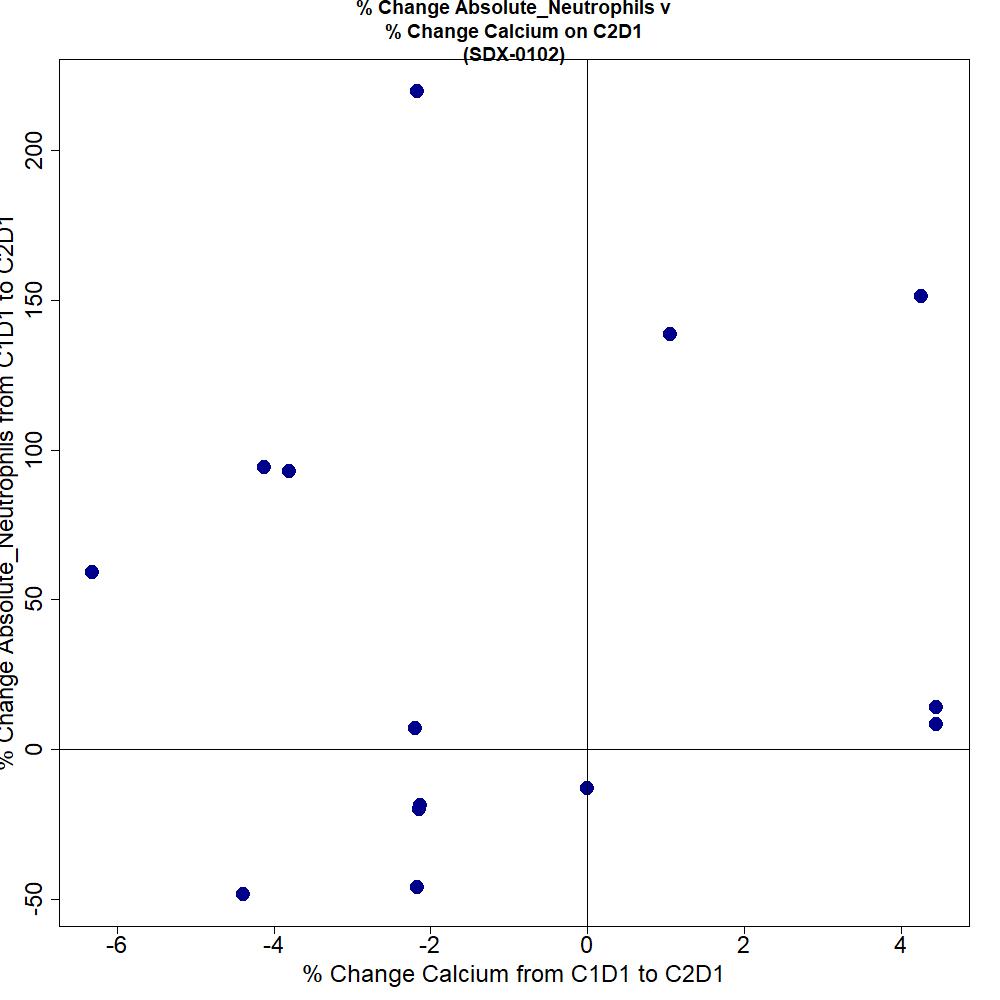 % Change Absolute_Neutrophils v
% Change Calcium on C2D1
(SDX-0102)
% Change Absolute_Neutrophils from C1D1 to C2D1
200
150
100
50
0
-50
-6
-4
-2
0
2
4
% Change Calcium from C1D1 to C2D1